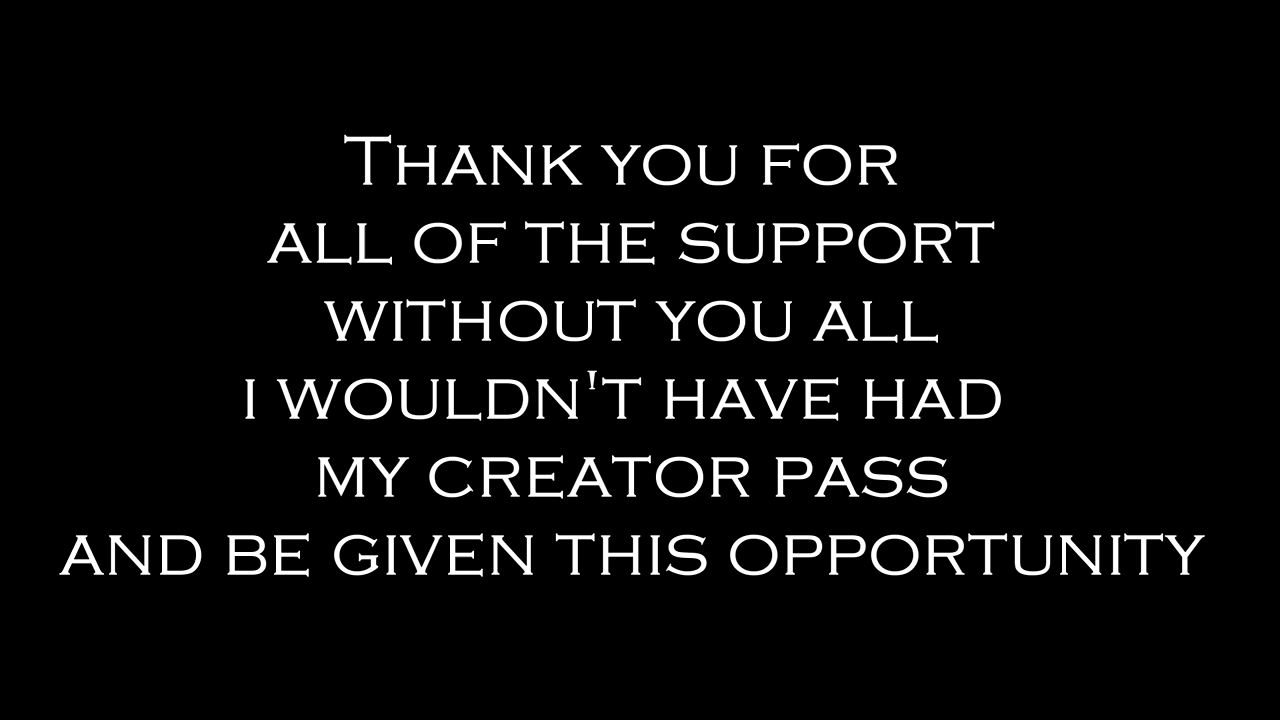 Thank you for
all of the support
without you all
i wouldn't have had
my creator pass
and be given this opportunity